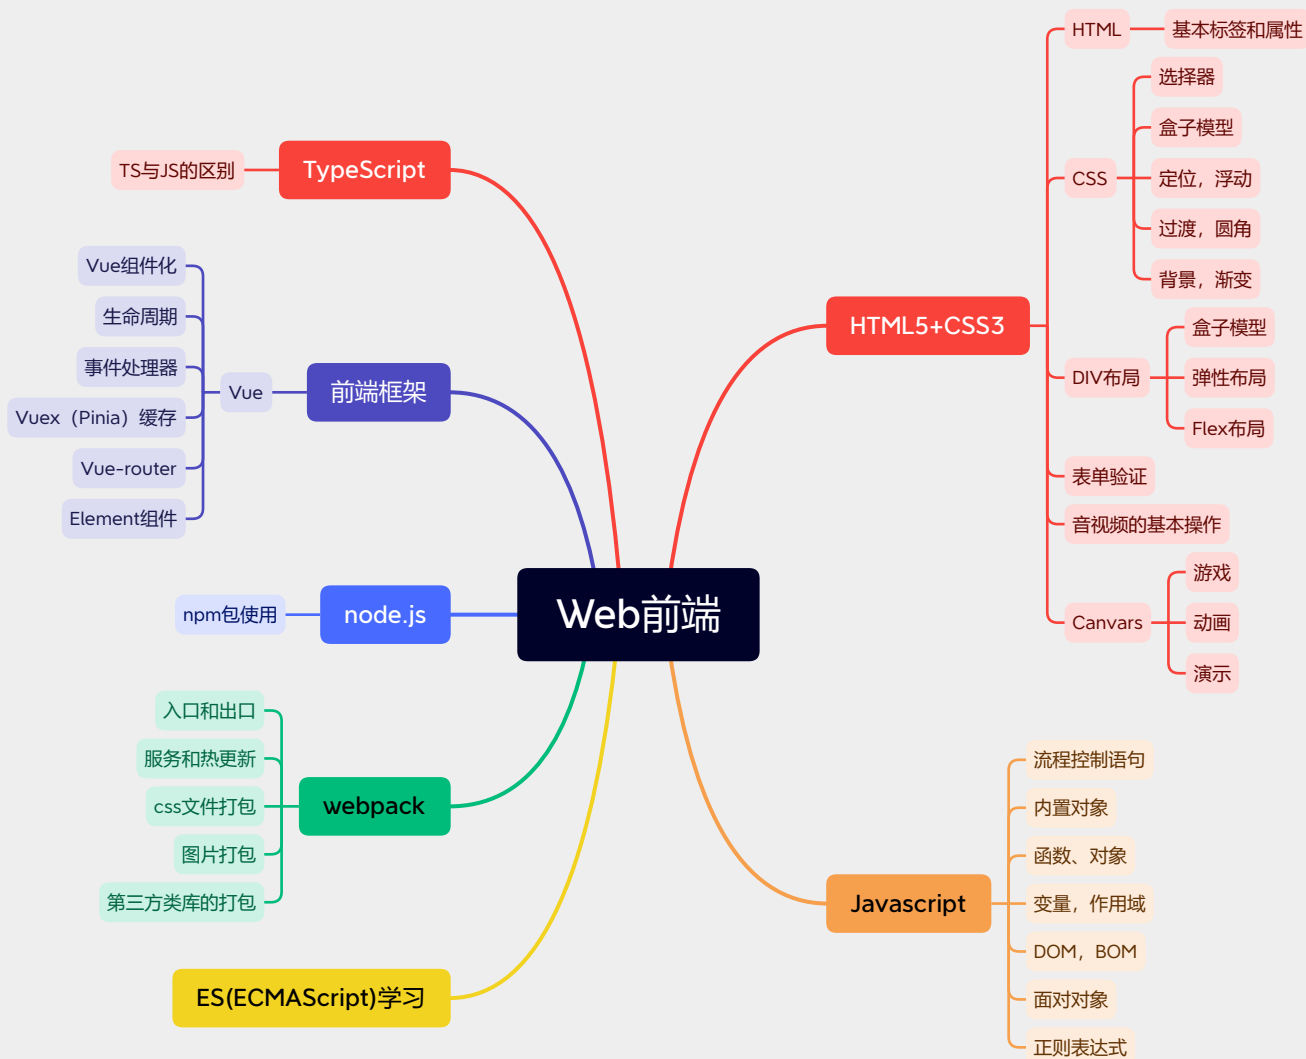 Web前端
HTML5+CSS3
HTML
基本标签和属性
CSS
选择器
盒子模型
定位，浮动
过渡，圆角
背景，渐变
DIV布局
盒子模型
弹性布局
Flex布局
表单验证
音视频的基本操作
Canvars
游戏
动画
演示
Javascript
流程控制语句
内置对象
函数、对象
变量，作用域
DOM，BOM
面对对象
正则表达式
TypeScript
TS与JS的区别
前端框架
Vue
Vue组件化
生命周期
事件处理器
Vuex（Pinia）缓存
Vue-router
Element组件
node.js
npm包使用
webpack
入口和出口
服务和热更新
css文件打包
图片打包
第三方类库的打包
ES(ECMAScript)学习